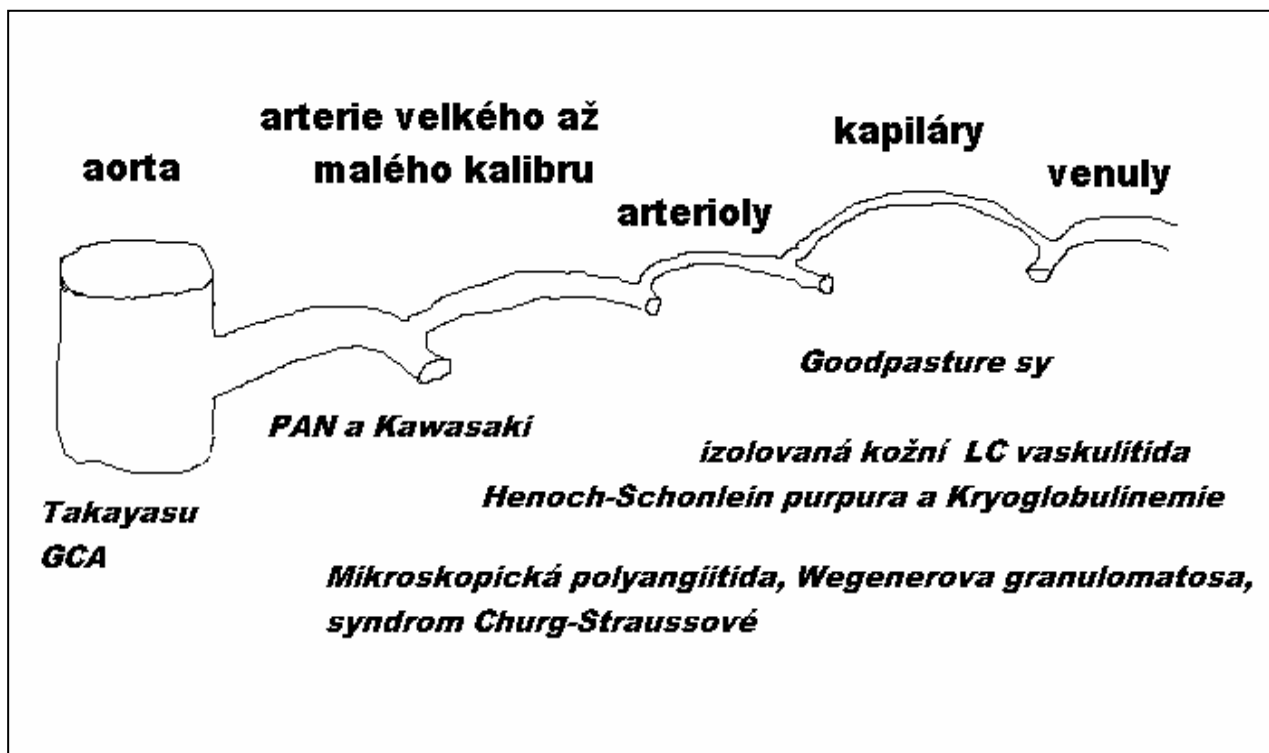 aorta
arterie velkého až
malého kalibru
arterioly
kapiláry
venuly
Goodpasture sy
PAN a Kawasaki
izolovaná kožní LC vaskulitida
Henoch-Schonlein purpura a Kryoglobulinemie
Takayasu
GCA
Mikroskopická polyangiitida, Wegenerova granulomatosa,
syndrom Churg-Straussové